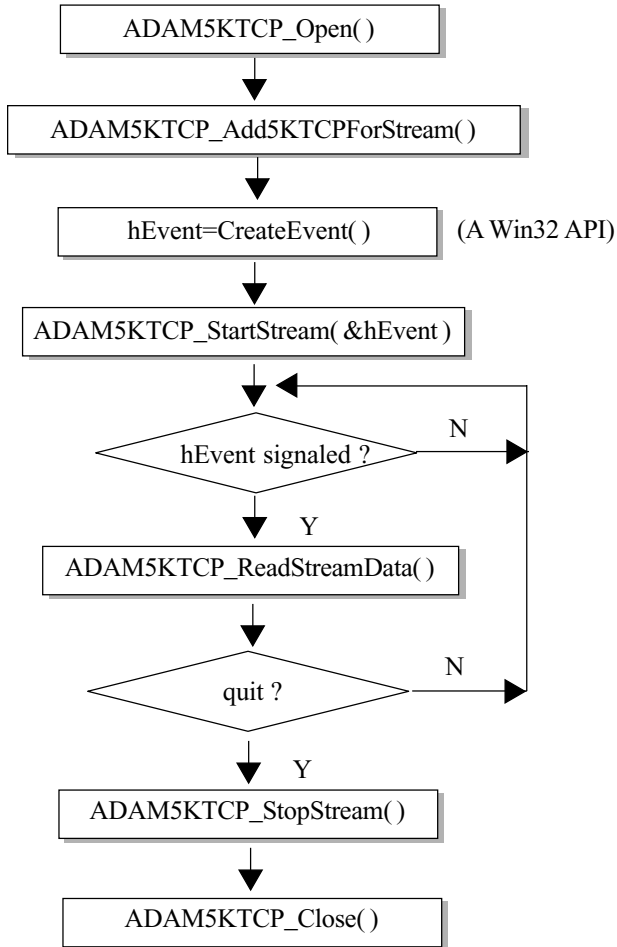 ADAM5KTCP_Open( )
ADAM5KTCP_Add5KTCPForStream( )
hEvent=CreateEvent( ) (A Win32 API)
ADAM5KTCP_StartStream( &hEvent )
hEvent signaled ? N
Y
ADAM5KTCP_ReadStreamData( )
quit ? N
Y
ADAM5KTCP_StopStream( )
ADAM5KTCP_Close( )